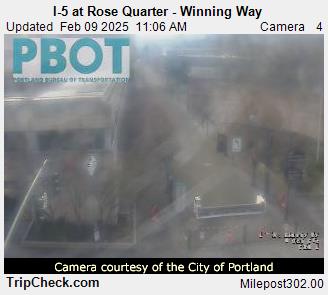 I-5 at Rose Quarter - Winning Way
Updated Feb 09 2025 11:06 AM Camera 4
PBOT
PORTLAND BUREAU OF TRANSPORTATION
Camera courtesy of the City of Portland
TripCheck.com Milepost302.00